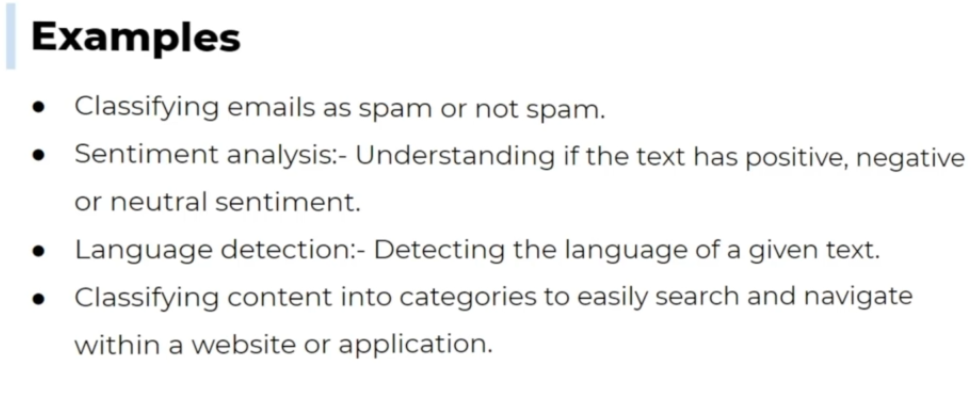 Examples
● Classifying emails as spam or not spam.
● Sentiment analysis:- Understanding if the text has positive, negative
or neutral sentiment.
● Language detection:- Detecting the language of a given text.
● Classifying content into categories to easily search and navigate
within a website or application.